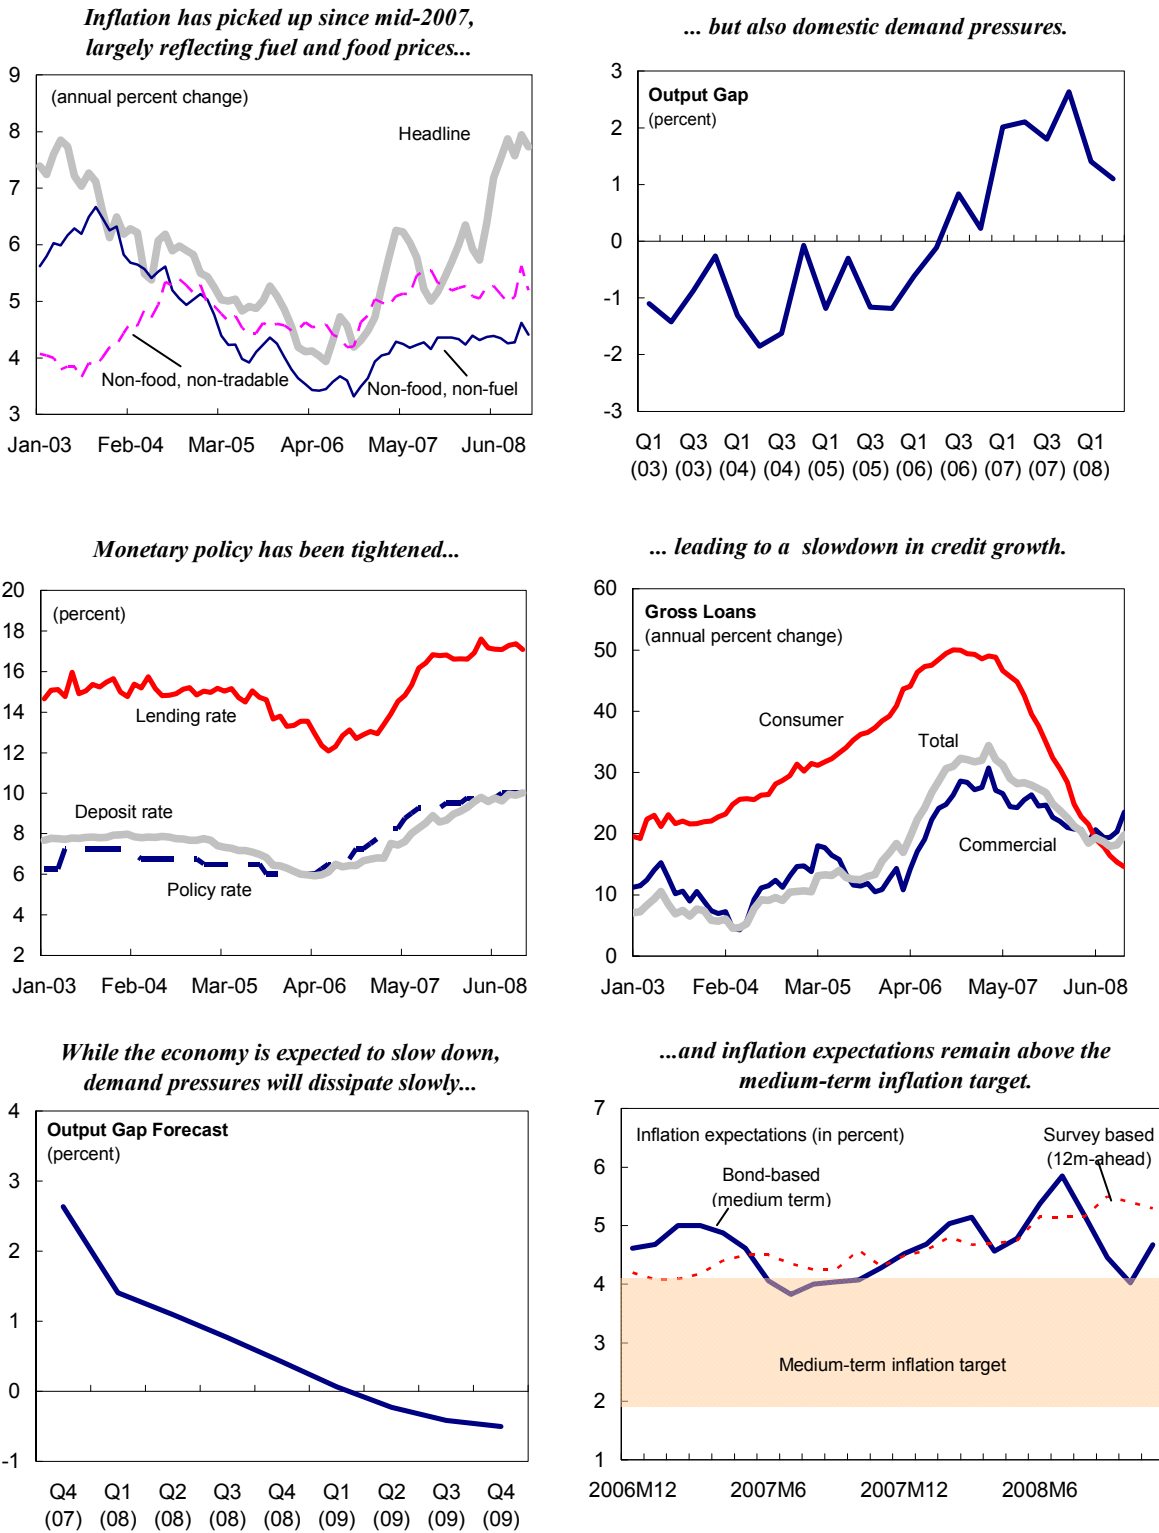 Inflation has picked up since mid-2007,
largely reflecting fuel and food prices...
9
8
7
6
5
4
3
(annual percent change)
Headline
Non-food, non-tradable
Non-food, non-fuel
Jan-03 Feb-04 Mar-05 Apr-06 May-07 Jun-08
... but also domestic demand pressures.
3
2
1
0
-1
-2
-3
Output Gap
(percent)
Q1 Q3 Q1 Q3 Q1 Q3 Q1 Q3 Q1 Q3 Q1
(03) (03) (04) (04) (05) (05) (06) (06) (07) (07) (08)
Monetary policy has been tightened...
20
18
16
14
12
10
8
6
4
2
(percent)
Lending rate
Deposit rate
Policy rate
Jan-03 Feb-04 Mar-05 Apr-06 May-07 Jun-08
... leading to a slowdown in credit growth.
60
50
40
30
20
10
0
Gross Loans
(annual percent change)
Consumer
Total
Commercial
Jan-03 Feb-04 Mar-05 Apr-06 May-07 Jun-08
While the economy is expected to slow down,
demand pressures will dissipate slowly...
4
3
2
1
0
-1
Output Gap Forecast
(percent)
Q4 Q1 Q2 Q3 Q4 Q1 Q2 Q3 Q4
(07) (08) (08) (08) (08) (09) (09) (09) (09)
...and inflation expectations remain above the
medium-term inflation target.
7
6
5
4
3
2
1
Inflation expectations (in percent)
Survey based
(12m-ahead)
Bond-based
(medium term)
Medium-term inflation target
2006M12 2007M6 2007M12 2008M6